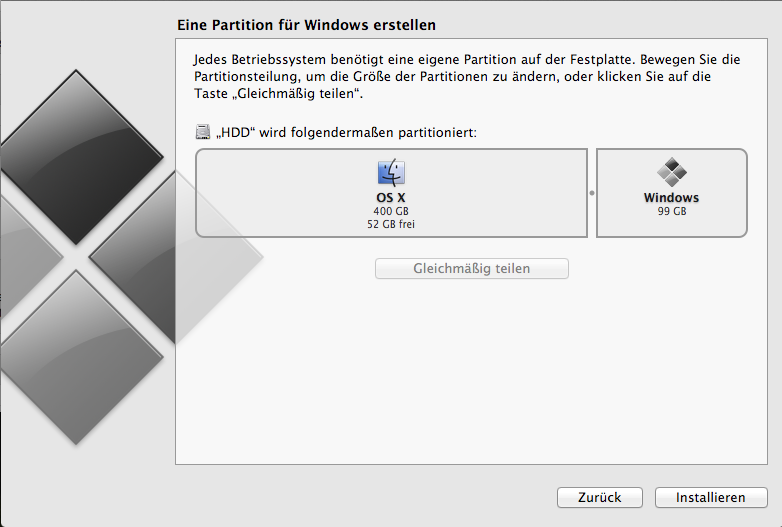 Eine Partition für Windows erstellen
Jedes Betriebssystem benötigt eine eigene Partition auf der Festplatte. Bewegen Sie die
Partitionsteilung, um die Größe der Partitionen zu ändern, oder klicken Sie auf die
Taste „Gleichmäßig teilen“.
„HDD“ wird folgendermaßen partitioniert:
OS X
400 GB
52 GB frei
Windows
99 GB
Gleichmäßig teilen
Zurück
Installieren